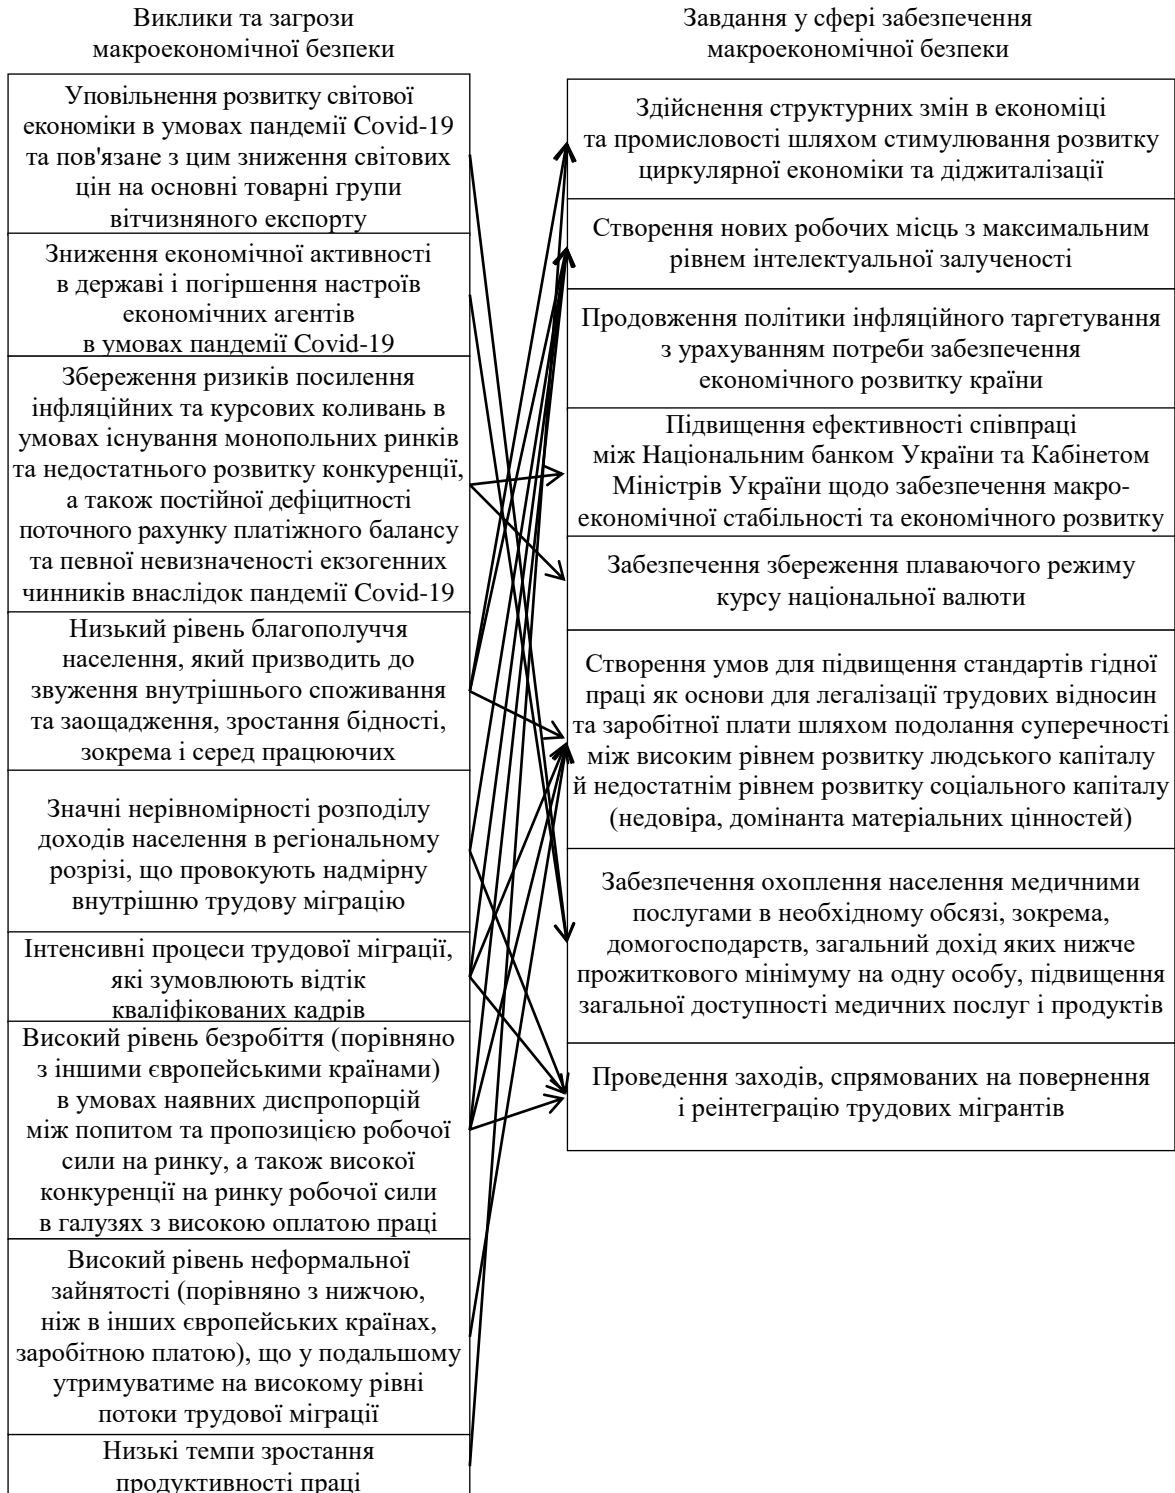 Виклики та загрози
макроекономічної безпеки
Уповільнення розвитку світової
економіки в умовах пандемії Covid-19
та пов'язане з цим зниження світових
цін на основні товарні групи
вітчизняного експорту
Зниження економічної активності
в державі і погіршення настроїв
економічних агентів
в умовах пандемії Covid-19
Збереження ризиків посилення
інфляційних та курсових коливань в
умовах існування монопольних ринків
та недостатнього розвитку конкуренції,
а також постійної дефіцитності
поточного рахунку платіжного балансу
та певної невизначеності екзогенних
чинників внаслідок пандемії Covid-19
Низький рівень благополуччя
населення, який призводить до
звуження внутрішнього споживання
та заощадження, зростання бідності,
зокрема і серед працюючих
Значні нерівномірності розподілу
доходів населення в регіональному
розрізі, що провокують надмірну
внутрішню трудову міграцію
Інтенсивні процеси трудової міграції,
які зумовлюють відтік
кваліфікованих кадрів
Високий рівень безробіття (порівняно
з іншими європейськими країнами)
в умовах наявних диспропорцій
між попитом та пропозицією робочої
сили на ринку, а також високої
конкуренції на ринку робочої сили
в галузях з високою оплатою праці
Високий рівень неформальної
зайнятості (порівняно з нижчою,
ніж в інших європейських країнах,
заробітною платою), що у подальшому
утримуватиме на високому рівні
потоки трудової міграції
Низькі темпи зростання
продуктивності праці
Завдання у сфері забезпечення
макроекономічної безпеки
Здійснення структурних змін в економіці
та промисловості шляхом стимулювання розвитку
циркулярної економіки та діджиталізації
Створення нових робочих місць з максимальним
рівнем інтелектуальної залученості
Продовження політики інфляційного таргетування
з урахуванням потреби забезпечення
економічного розвитку країни
Підвищення ефективності співпраці
між Національним банком України та Кабінетом
Міністрів України щодо забезпечення макро-
економічної стабільності та економічного розвитку
Забезпечення збереження плаваючого режиму
курсу національної валюти
Створення умов для підвищення стандартів гідної
праці як основи для легалізації трудових відносин
та заробітної плати шляхом подолання суперечності
між високим рівнем розвитку людського капіталу
й недостатнім рівнем розвитку соціального капіталу
(недовіра, домінанта матеріальних цінностей)
Забезпечення охоплення населення медичними
послугами в необхідному обсязі, зокрема,
домогосподарств, загальний дохід яких нижче
прожиткового мінімуму на одну особу, підвищення
загальної доступності медичних послуг і продуктів
Проведення заходів, спрямованих на повернення
і реінтеграцію трудових мігрантів